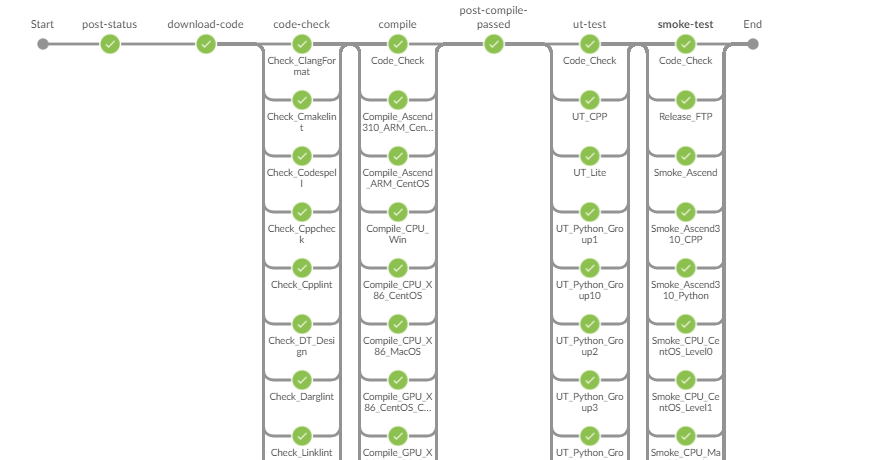 Start
post-status
download-code
code-check
compile
post-compile-
passed
ut-test
smoke-test
End
Check_ClangFor
mat
Check_Cmakelin
t
Check_Codespel
l
Check_Cppchec
k
Check_Cpplint
Check_DT_Desi
gn
Check_Darglint
Check_Linklint
Code_Check
Compile_Ascend
310_ARM_Cen...
Compile_Ascend
_ARM_CentOS
Compile_CPU_
Win
Compile_CPU_X
86_CentOS
Compile_CPU_X
86_MacOS
Compile_GPU_X
86_CentOS_C...
Compile_GPU_X
Code_Check
UT_CPP
UT_Lite
UT_Python_Gro
up1
UT_Python_Gro
up10
UT_Python_Gro
up2
UT_Python_Gro
up3
UT_Python_Gro
Code_Check
Release_FTP
Smoke_Ascend
Smoke_Ascend3
10_CPP
Smoke_Ascend3
10_Python
Smoke_CPU_Ce
ntOS_Level0
Smoke_CPU_Ce
ntOS_Level1
Smoke_CPU_Ma